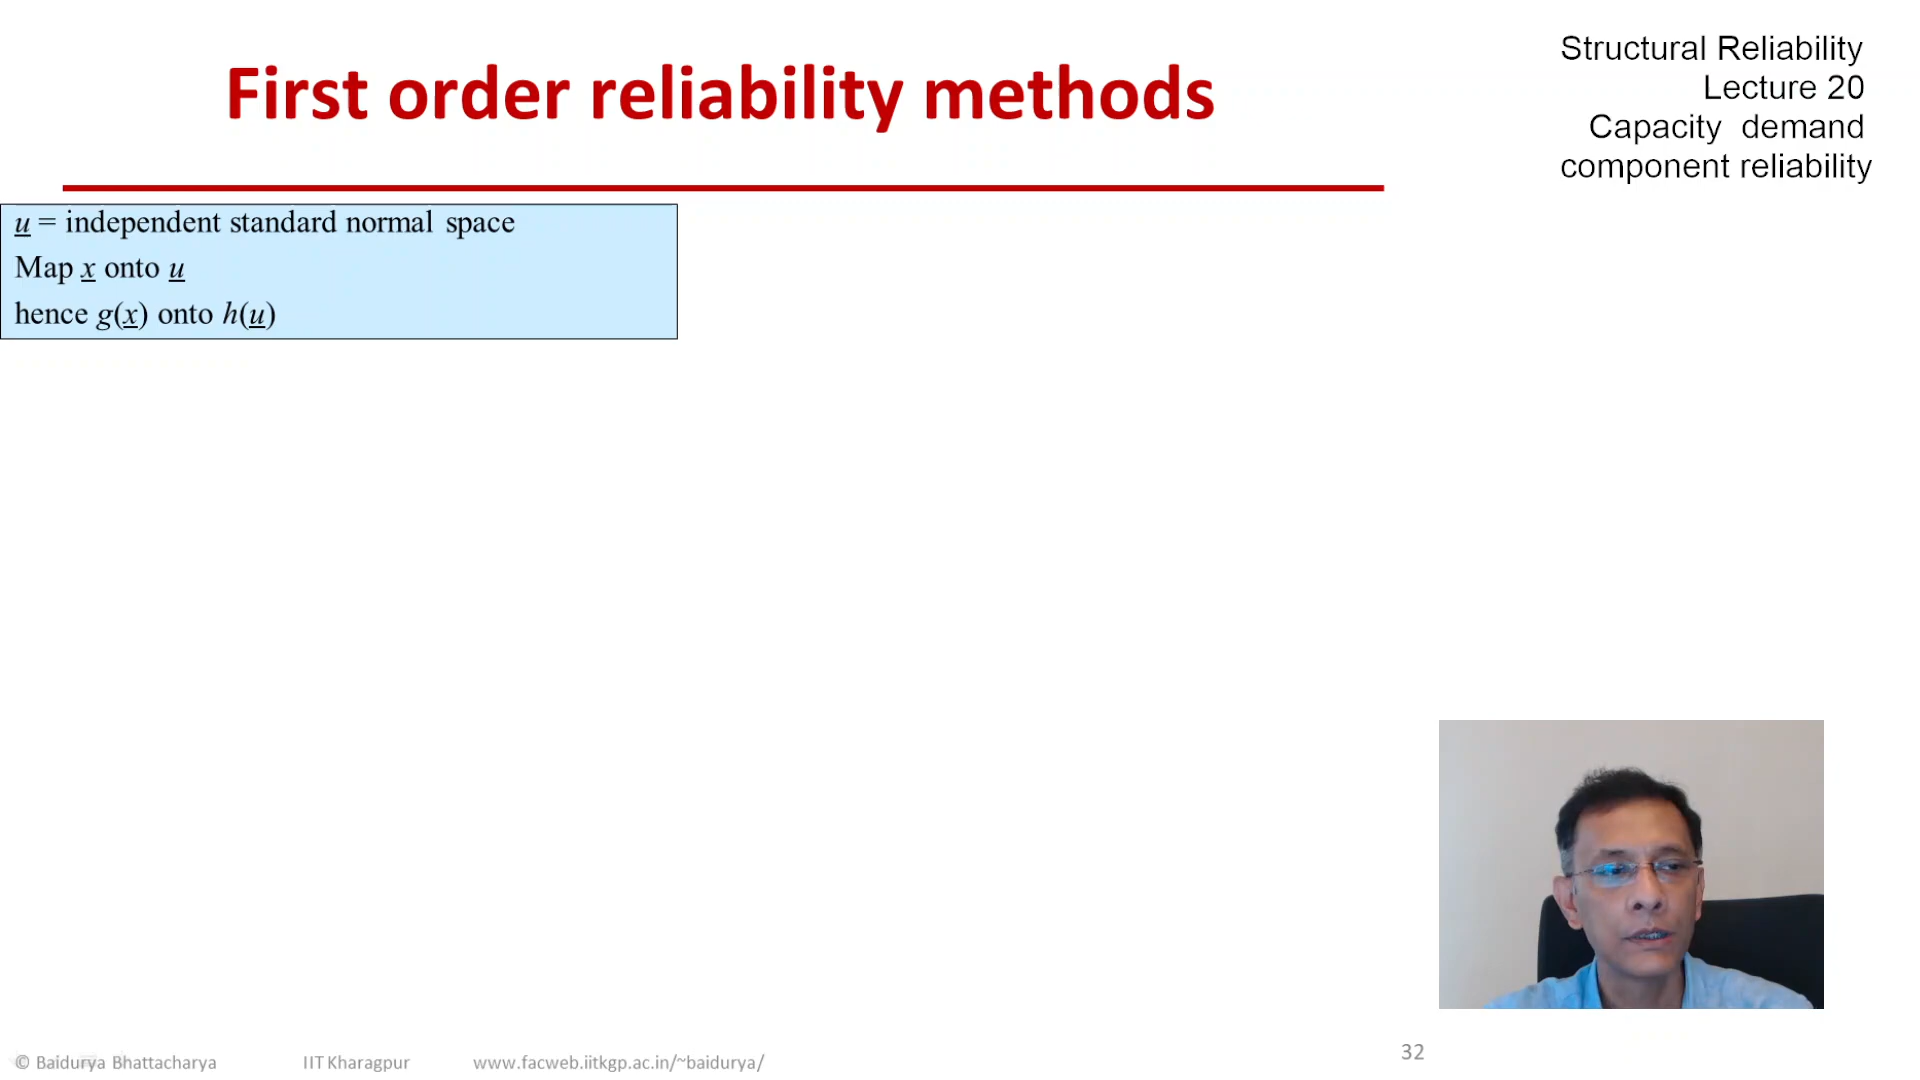 First order reliability methods
Structural Reliability
Lecture 20
Capacity demand
component reliability
u = independent standard normal space
Map x onto u
hence g(x) onto h(u)
© Baidurya Bhattacharya IIT Kharagpur www.facweb.iitkgp.ac.in/~baidurya/
32